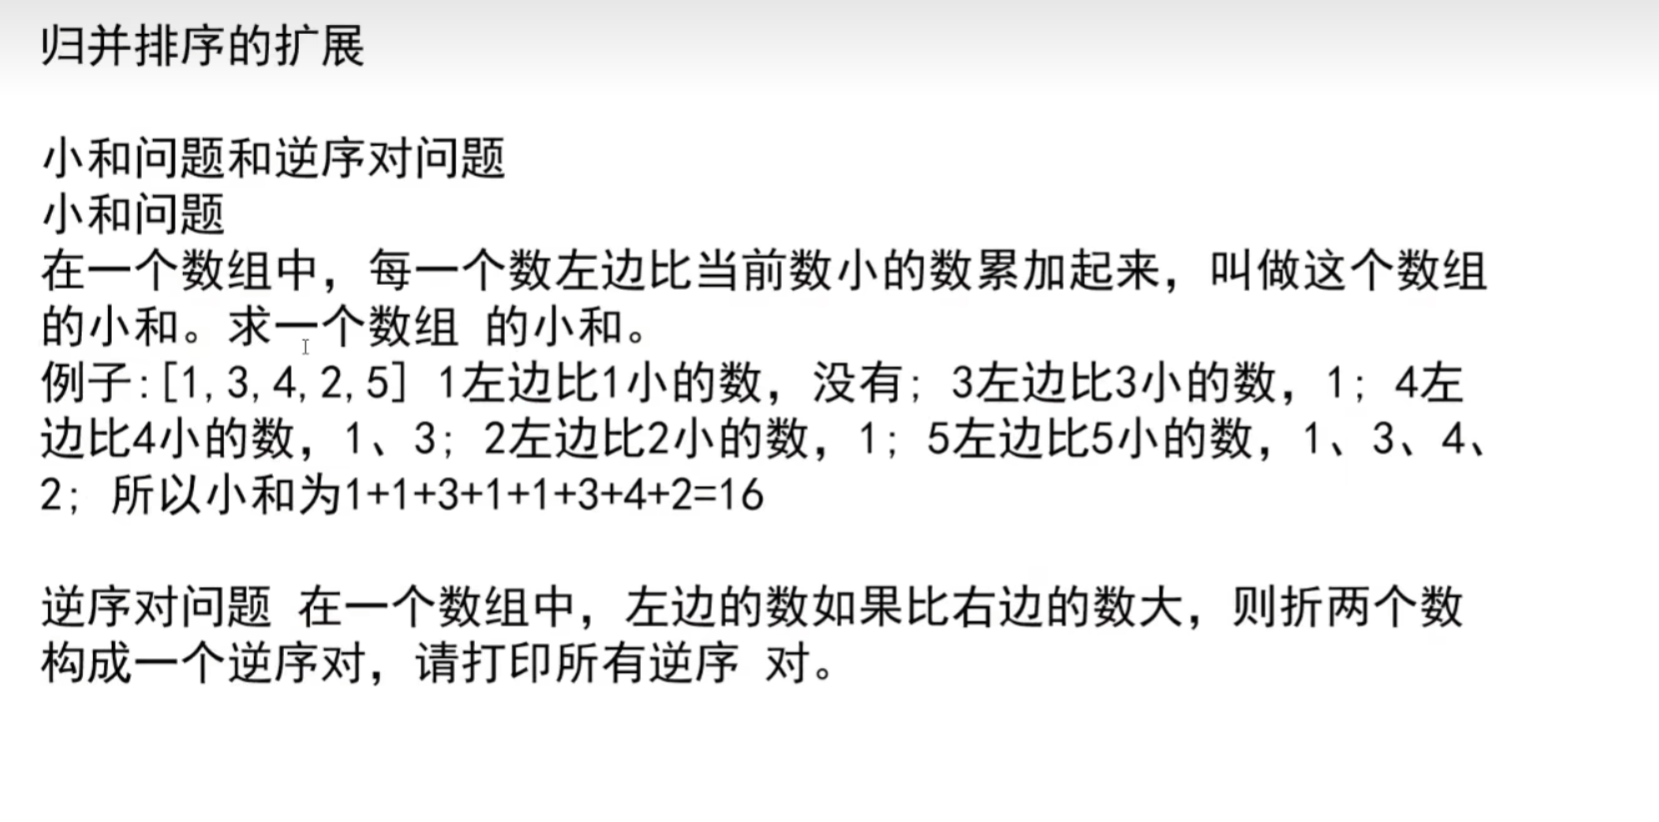 归并排序的扩展
小和问题和逆序对问题
小和问题
在一个数组中，每一个数左边比当前数小的数累加起来，叫做这个数组
的小和。求一个数组 的小和。
例子:[1,3,4,2,5] 1左边比1小的数，没有；3左边比3小的数，1；4左
边比4小的数，1、3；2左边比2小的数，1；5左边比5小的数，1、3、4、
2；所以小和为1+1+3+1+1+3+4+2=16
逆序对问题 在一个数组中，左边的数如果比右边的数大，则折两个数
构成一个逆序对，请打印所有逆序 对。